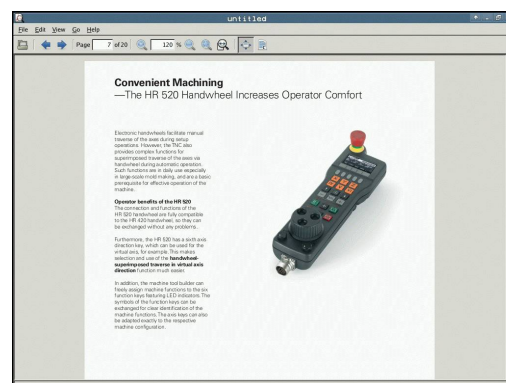 untitled
File Edit View Go Help
Page 7 of 20 120 %
Convenient Machining
—The HR 520 Handwheel Increases Operator Comfort
Electronic handwheels facilitate manual
traverse of the axes during setup
operations. However, the TNC also
provides complex functions for
superimposed traverse of the axes via
handwheel during automatic operation.
Such functions are in daily use especially
in large-scale mold making, and are a basic
prerequisite for effective operation of the
machine.
Operator benefits of the HR 520
The connection and functions of the
HR 520 handwheel are fully compatible
to the HR 420 handwheel, so they can
be exchanged without any problems.
Furthermore, the HR 520 has a sixth axis
direction key, which can be used for the
virtual axis, for example. This makes
selection and use of the handwheel-
superimposed traverse in virtual axis
direction function much easier.
In addition, the machine tool builder can
freely assign machine functions to the six
function keys featuring LED indicators. The
symbols of the function keys can be
exchanged for clear identification of the
machine functions. The axis keys can also
be adapted exactly to the respective
machine configuration.